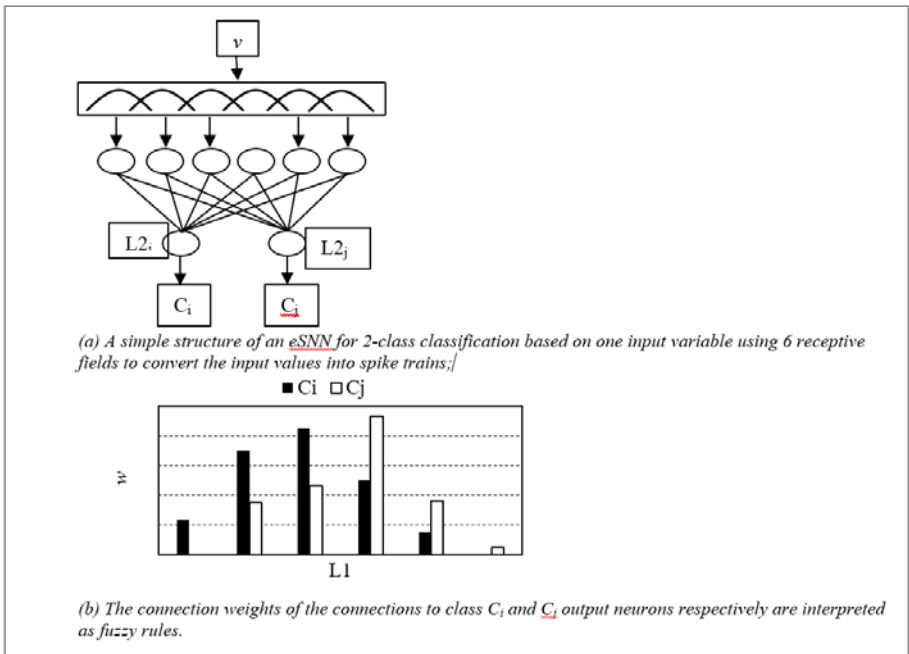 v
L2ᵢ
L2ⱼ
Cᵢ
Cⱼ
(a) A simple structure of an eSNN for 2-class classification based on one input variable using 6 receptive
fields to convert the input values into spike trains;
Ci Cj
w
L1
(b) The connection weights of the connections to class Cᵢ and Cⱼ output neurons respectively are interpreted
as fuzzy rules.